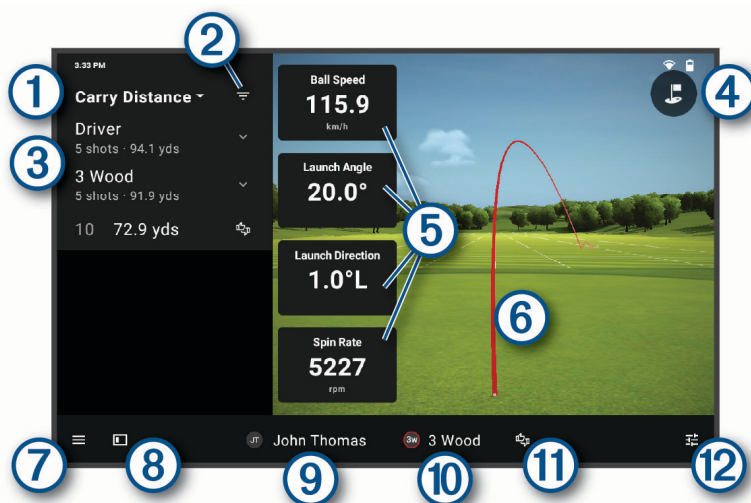 3:33 PM
Carry Distance
Driver
5 shots · 94.1 yds
3 Wood
5 shots · 91.9 yds
10 72.9 yds
Ball Speed
115.9
km/h
Launch Angle
20.0°
Launch Direction
1.0°L
Spin Rate
5227
rpm
JT John Thomas
3W 3 Wood
1
2
3
4
5
6
7
8
9
10
11
12